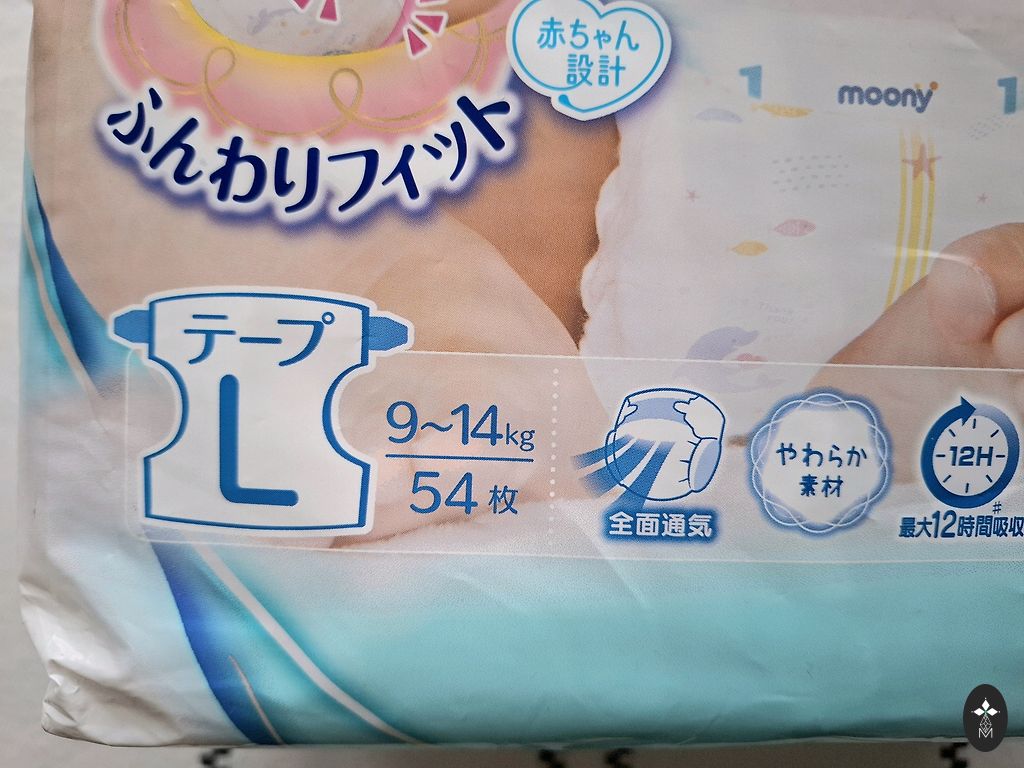 赤ちゃん
設計
1 moony 1
ふんわりフィット
テープ
L
9~14kg
54枚
全面通気
やわらか
素材
12H
最大12時間#吸収
M